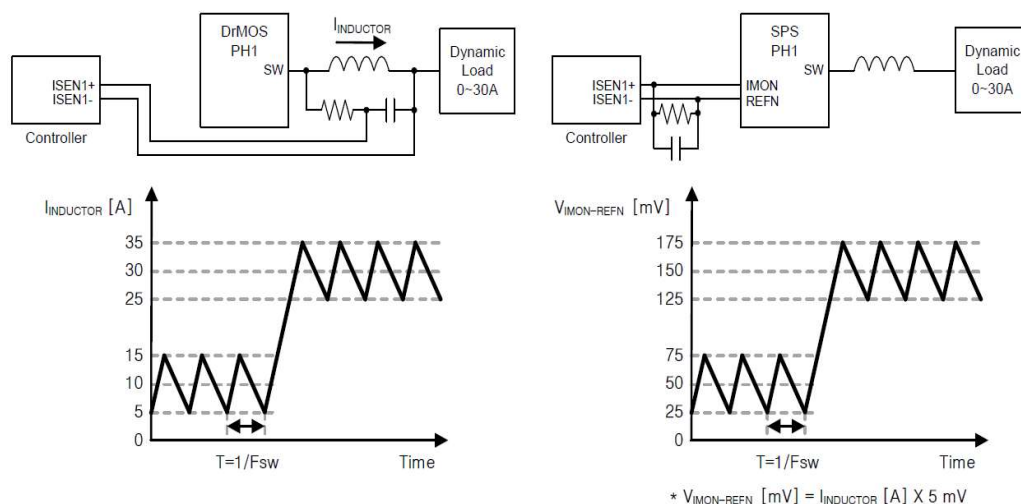 DrMOS
PH1
SW
I_INDUCTOR
Dynamic
Load
0~30A
ISEN1+
ISEN1-
Controller
SPS
PH1
SW
IMON
REFN
Dynamic
Load
0~30A
ISEN1+
ISEN1-
Controller
I_INDUCTOR [A]
35
30
25
15
10
5
0
T=1/Fsw
Time
V_IMON-REFN [mV]
175
150
125
75
50
25
0
T=1/Fsw
Time
* V_IMON-REFN [mV] = I_INDUCTOR [A] X 5 mV